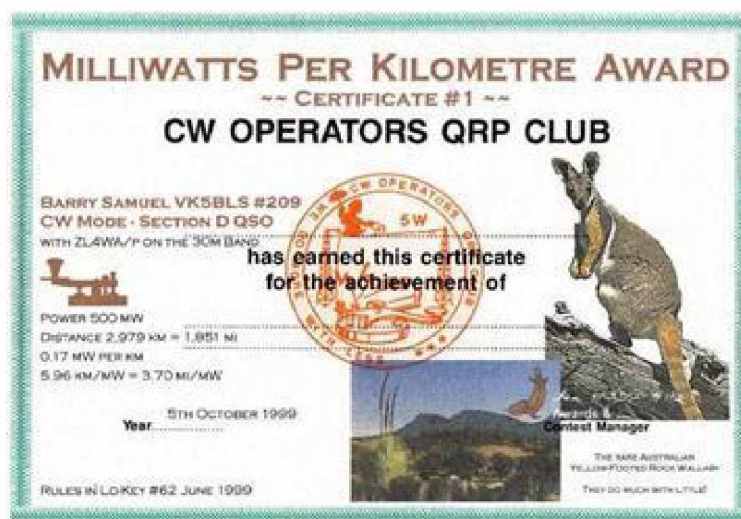 MILLIWATTS PER KILOMETRE AWARD
~~ CERTIFICATE #1 ~~
CW OPERATORS QRP CLUB
BARRY SAMUEL VK5BLS #209
CW MODE - SECTION D QSO
WITH ZL4WA/P ON THE 30M BAND
has earned this certificate
for the achievement of
CW OPERATORS QRP CLUB
5W
POWER 500 MW
DISTANCE 2,979 KM = 1,851 MI
0.17 MW PER KM
5.96 KM/MW = 3.70 MI/MW
5TH OCTOBER 1999
Year
Awards &
Contest Manager
THE RARE AUSTRALIAN
YELLOW-FOOTED ROCK WALLABY
THEY DO MUCH WITH LITTLE!
RULES IN LO-KEY #62 JUNE 1999